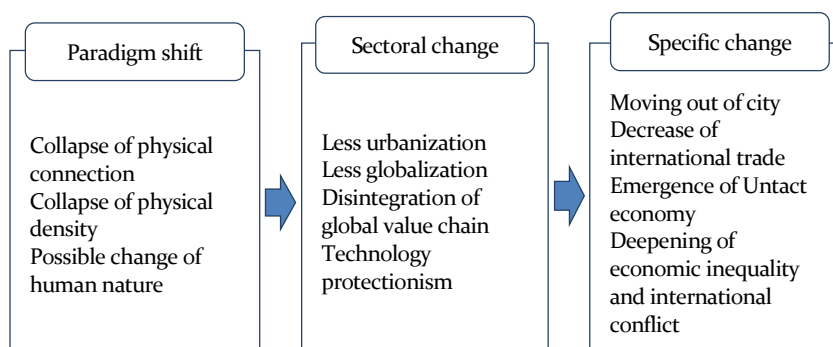 Paradigm shift
Collapse of physical
connection
Collapse of physical
density
Possible change of
human nature
Sectoral change
Less urbanization
Less globalization
Disintegration of
global value chain
Technology
protectionism
Specific change
Moving out of city
Decrease of
international trade
Emergence of Untact
economy
Deepening of
economic inequality
and international
conflict